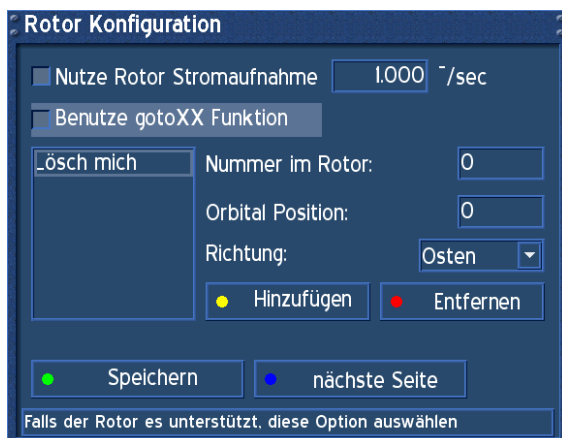 Rotor Konfiguration
Nutze Rotor Stromaufnahme 1.000 ˉ/sec
Benutze gotoXX Funktion
_ösch mich
Nummer im Rotor: 0
Orbital Position: 0
Richtung: Osten
Hinzufügen Entfernen
Speichern nächste Seite
Falls der Rotor es unterstützt, diese Option auswählen